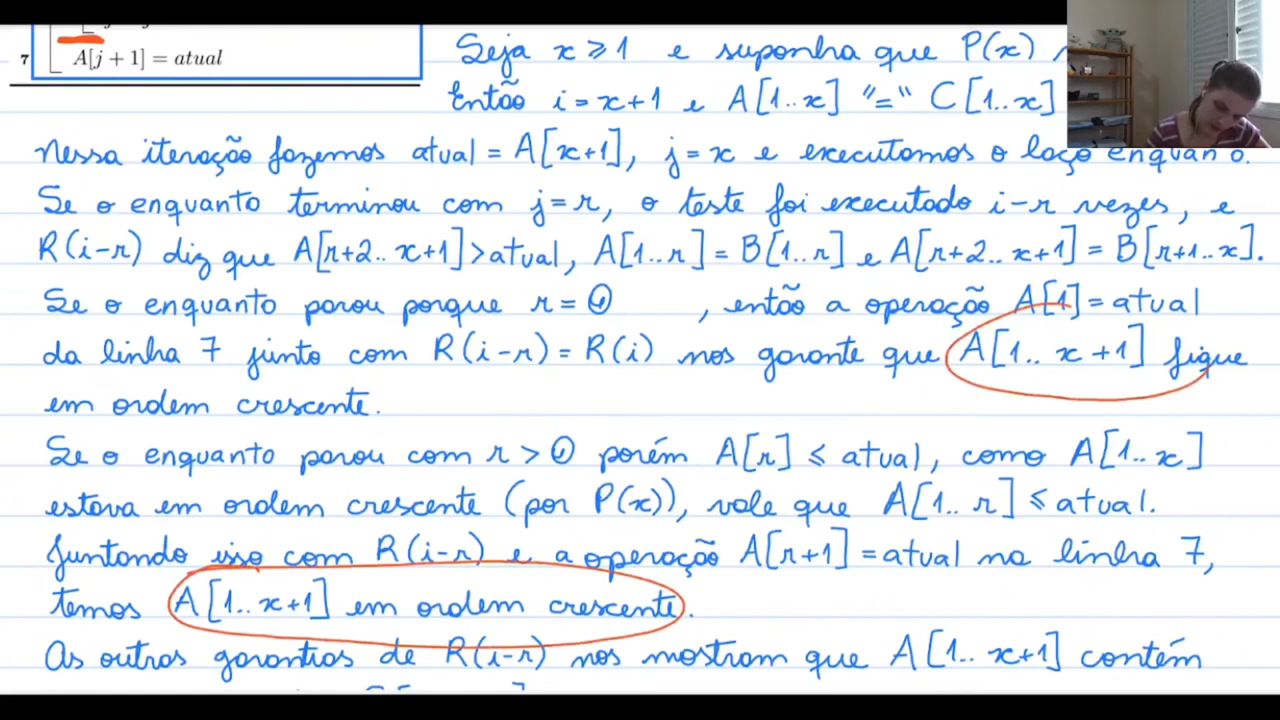 7 A[j + 1] = atual
Seja x ⩾ 1 e suponha que P(x)
Então i = x+1 e A[1..x] "=" C[1..x]
Nessa iteração fazemos atual = A[x+1], j = x e executamos o laço enquanto.
Se o enquanto terminou com j = r, o teste foi executado i-r vezes, e
R(i-r) diz que A[r+2.. x+1] > atual, A[1..r] = B[1..r] e A[r+2.. x+1] = B[r+1..x].
Se o enquanto parou porque r = 0 , então a operação A[1] = atual
da linha 7 junto com R(i-r) = R(i) nos garante que A[1.. x+1] fique
em ordem crescente.
Se o enquanto parou com r > 0 porém A[r] ⩽ atual, como A[1..x]
estava em ordem crescente (por P(x)), vale que A[1.. r] ⩽ atual.
Juntando isso com R(i-r) e a operação A[r+1] = atual na linha 7,
temos A[1.. x+1] em ordem crescente.
As outras garantias de R(i-r) nos mostram que A[1.. x+1] contém